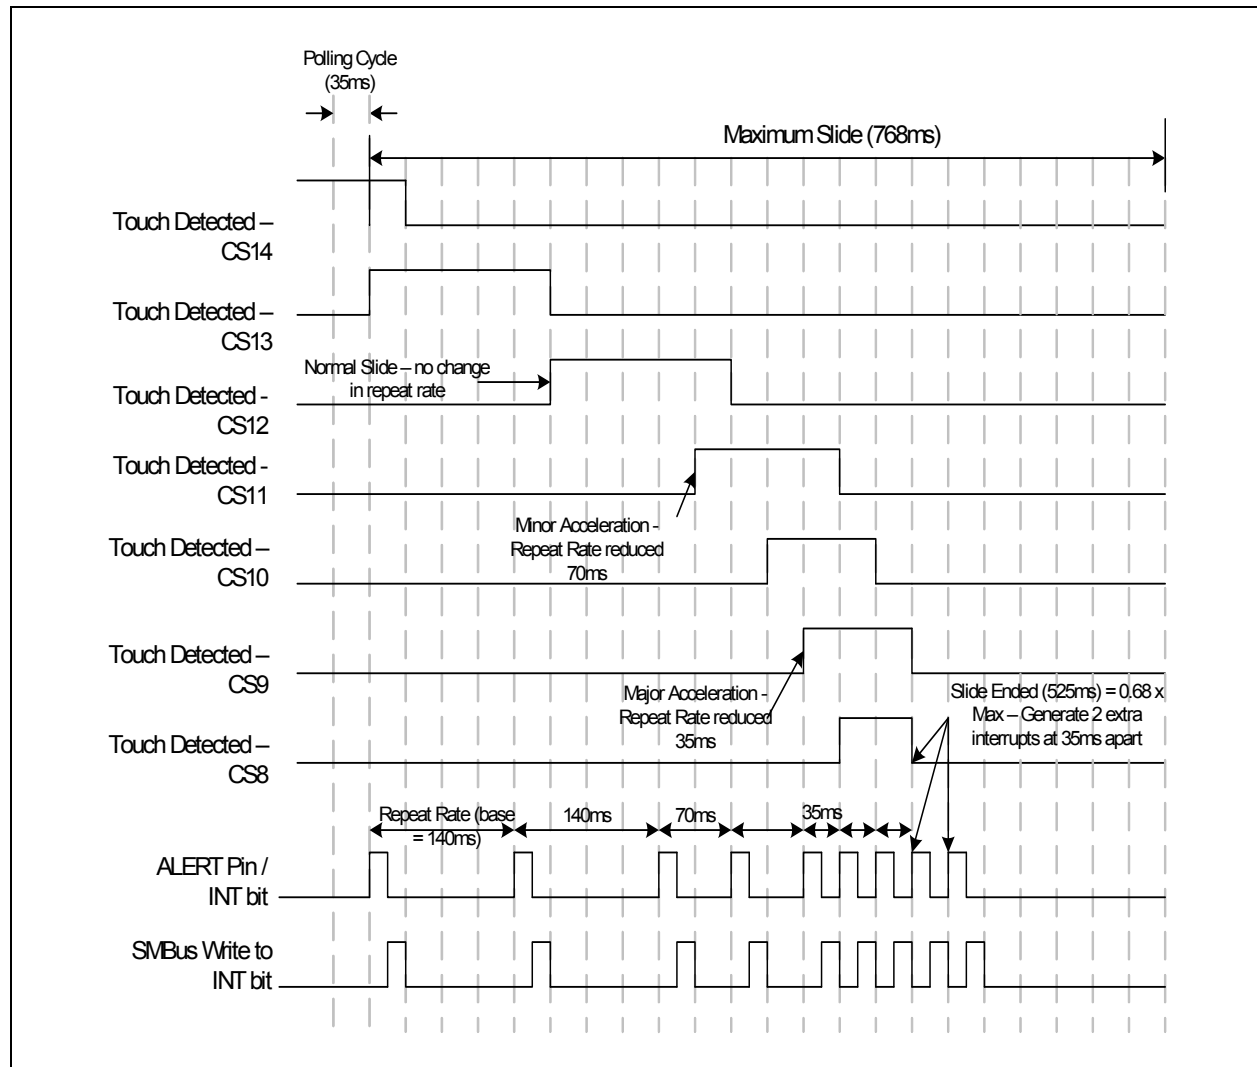 Polling Cycle
(35ms)
Maximum Slide (768ms)
Touch Detected –
CS14
Touch Detected –
CS13
Normal Slide – no change
in repeat rate
Touch Detected -
CS12
Touch Detected -
CS11
Minor Acceleration -
Repeat Rate reduced
70ms
Touch Detected –
CS10
Touch Detected –
CS9
Major Acceleration -
Repeat Rate reduced
35ms
Slide Ended (525ms) = 0.68 x
Max – Generate 2 extra
interrupts at 35ms apart
Touch Detected –
CS8
Repeat Rate (base
= 140ms)
140ms
70ms
35ms
ALERT Pin /
INT bit
SMBus Write to
INT bit